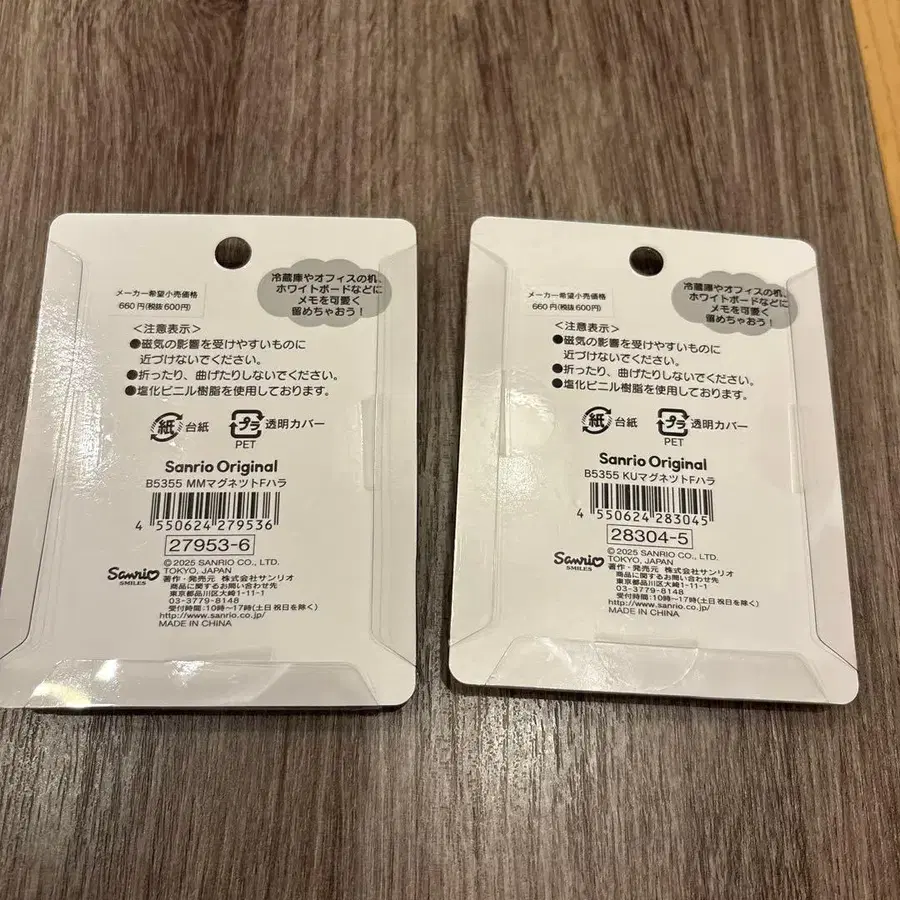 冷蔵庫やオフィスの机、
ホワイトボードなどに
メモを可愛く
留めちゃおう!
メーカー希望小売価格
660円(税抜600円)
<注意表示>
●磁気の影響を受けやすいものに
近づけないでください。
●折ったり、曲げたりしないでください。
●塩化ビニル樹脂を使用しております。
紙 台紙
プラ 透明カバー
PET
Sanrio Original
B5355 MMマグネットFハラ
4 550624 279536
27953-6
Sanrio
SMILES
© 2025 SANRIO CO., LTD.
TOKYO, JAPAN
著作・発売元 株式会社サンリオ
商品に関するお問い合わせ先
東京都品川区大崎1-11-1
03-3779-8148
受付時間:10時〜17時(土日祝日を除く)
http://www.sanrio.co.jp/
MADE IN CHINA
冷蔵庫やオフィスの机、
ホワイトボードなどに
メモを可愛く
留めちゃおう!
メーカー希望小売価格
660円(税抜600円)
<注意表示>
●磁気の影響を受けやすいものに
近づけないでください。
●折ったり、曲げたりしないでください。
●塩化ビニル樹脂を使用しております。
紙 台紙
プラ 透明カバー
PET
Sanrio Original
B5355 KUマグネットFハラ
4 550624 283045
28304-5
Sanrio
SMILES
© 2025 SANRIO CO., LTD.
TOKYO, JAPAN
著作・発売元 株式会社サンリオ
商品に関するお問い合わせ先
東京都品川区大崎1-11-1
03-3779-8148
受付時間:10時〜17時(土日祝日を除く)
http://www.sanrio.co.jp/
MADE IN CHINA